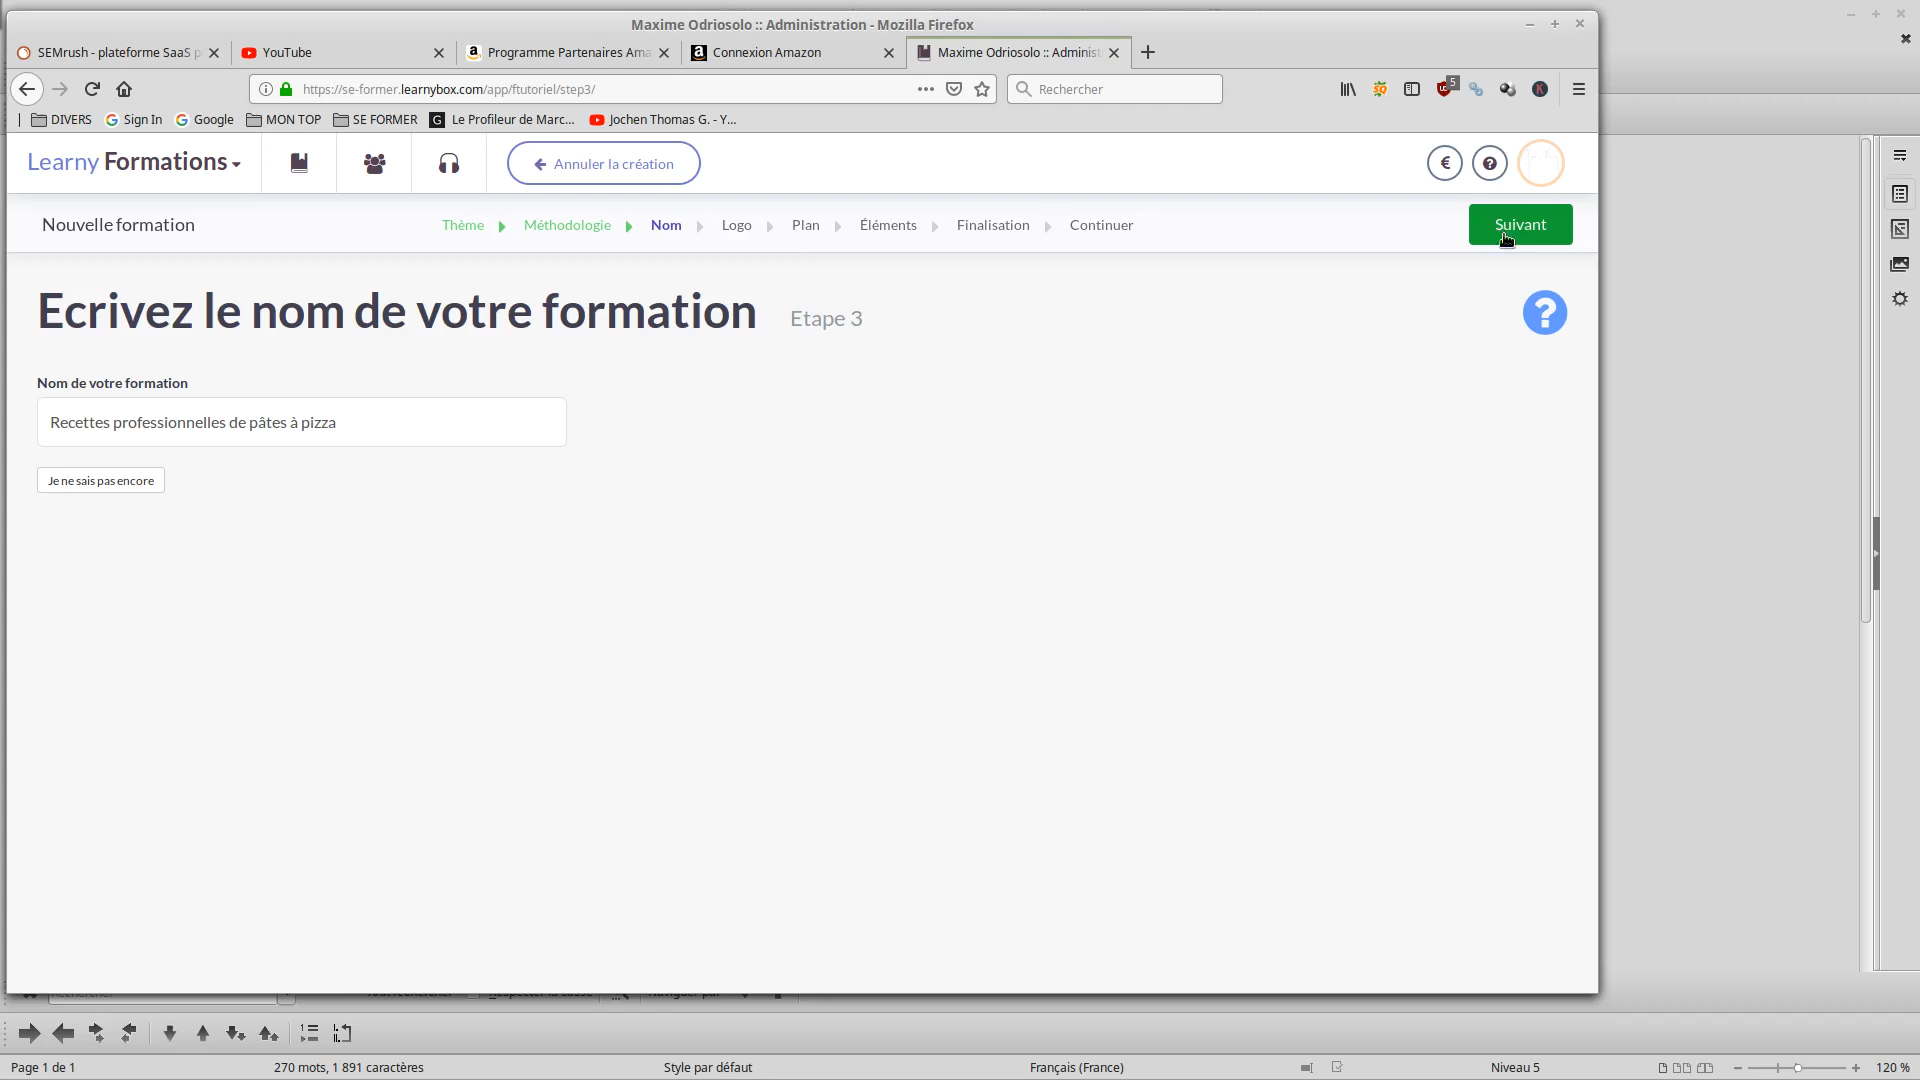 Maxime Odriosolo :: Administration - Mozilla Firefox
SEMrush - plateforme SaaS p
YouTube
Programme Partenaires Ama
Connexion Amazon
Maxime Odriosolo :: Administ
https://se-former.learnybox.com/app/ftutoriel/step3/
Rechercher
5
DIVERS
Sign In
Google
MON TOP
SE FORMER
Le Profileur de Marc...
Jochen Thomas G. - Y...
Learny Formations
Annuler la création
Nouvelle formation
Thème
Méthodologie
Nom
Logo
Plan
Éléments
Finalisation
Continuer
Suivant
Ecrivez le nom de votre formation Etape 3
Nom de votre formation
Recettes professionnelles de pâtes à pizza
Je ne sais pas encore
Page 1 de 1
270 mots, 1 891 caractères
Style par défaut
Français (France)
Niveau 5
120 %